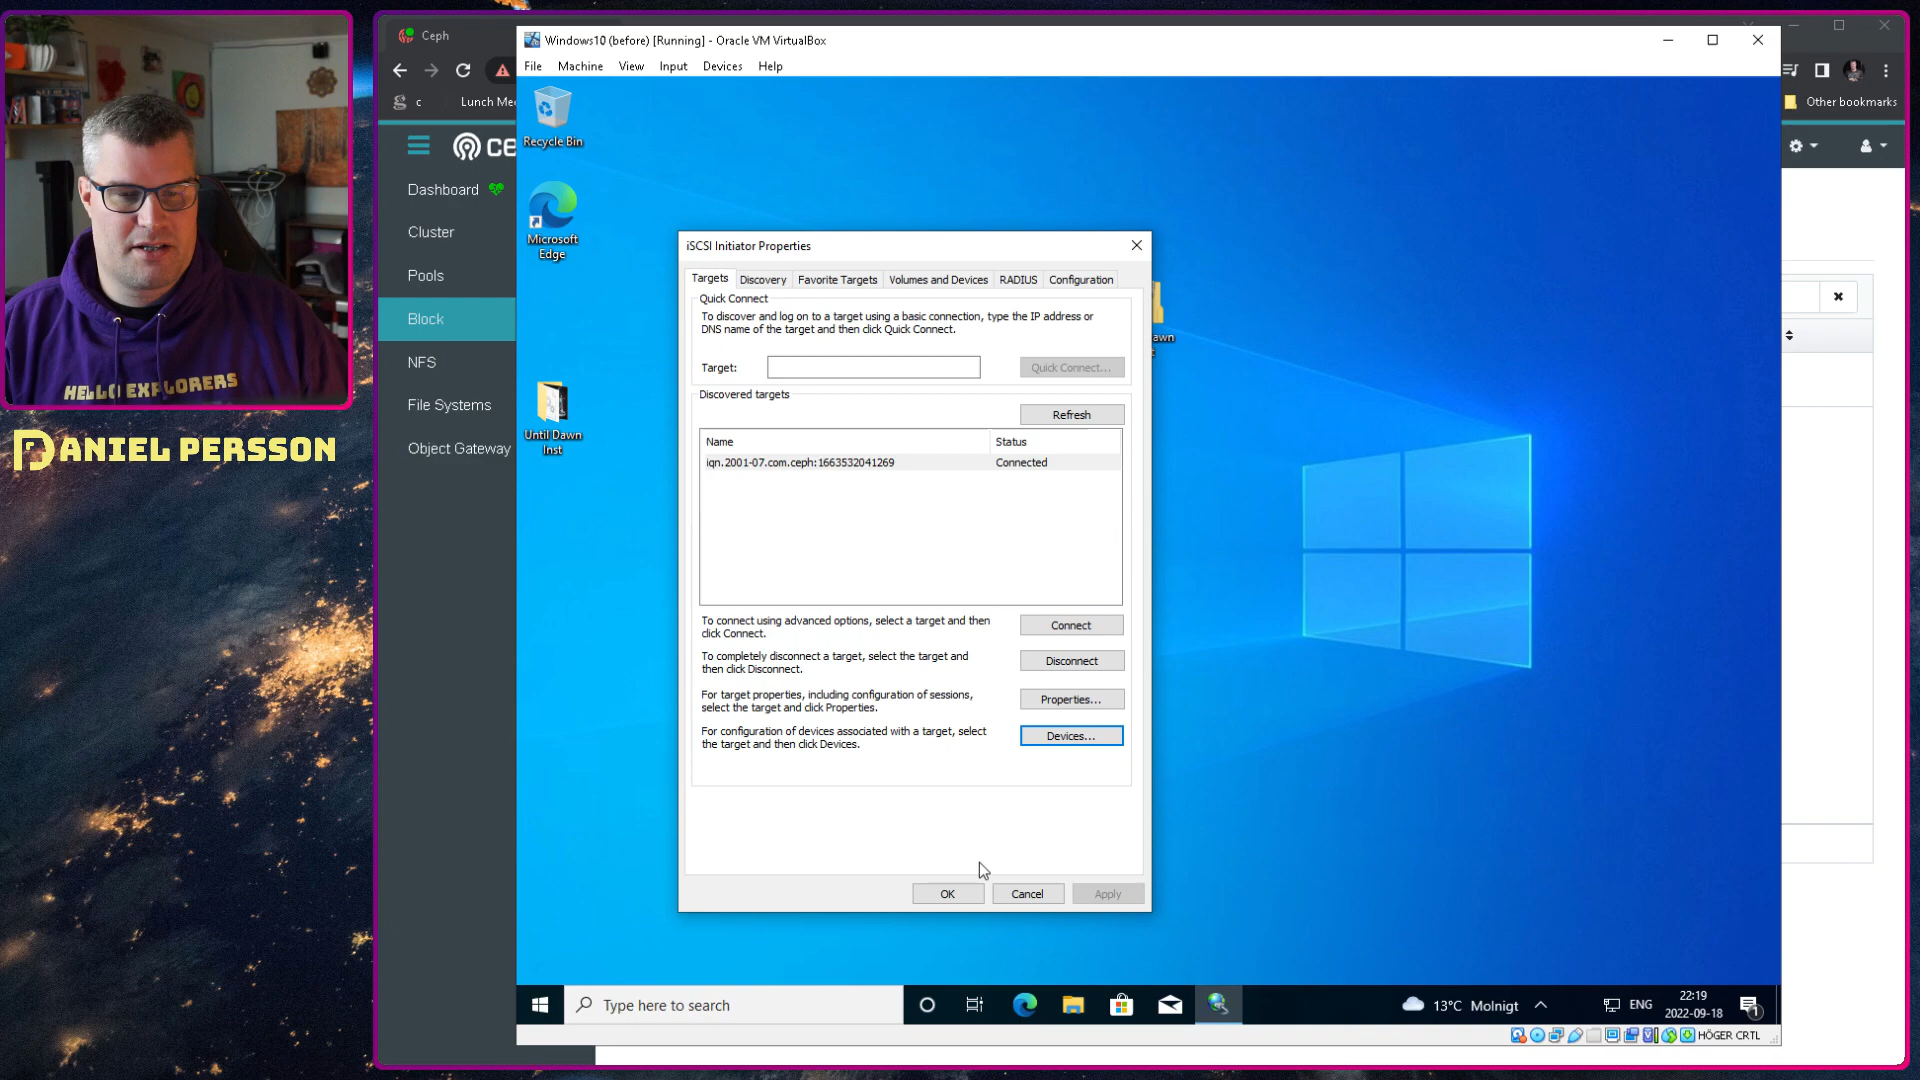 HELLO EXPLORERS
DANIEL PERSSON
Ceph
c
Lunch Me
Other bookmarks
ce
Dashboard
Cluster
Pools
Block
NFS
File Systems
Object Gateway
Windows10 (before) [Running] - Oracle VM VirtualBox
File Machine View Input Devices Help
Recycle Bin
Microsoft
Edge
Until Dawn
Inst
awn
iSCSI Initiator Properties
Targets Discovery Favorite Targets Volumes and Devices RADIUS Configuration
Quick Connect
To discover and log on to a target using a basic connection, type the IP address or
DNS name of the target and then click Quick Connect.
Target:
Quick Connect...
Discovered targets
Refresh
Name Status
iqn.2001-07.com.ceph:1663532041269 Connected
To connect using advanced options, select a target and then
click Connect.
Connect
To completely disconnect a target, select the target and
then click Disconnect.
Disconnect
For target properties, including configuration of sessions,
select the target and click Properties.
Properties...
For configuration of devices associated with a target, select
the target and then click Devices.
Devices...
OK Cancel Apply
Type here to search
13°C Molnigt
ENG
22:19
2022-09-18
1
HÖGER CRTL